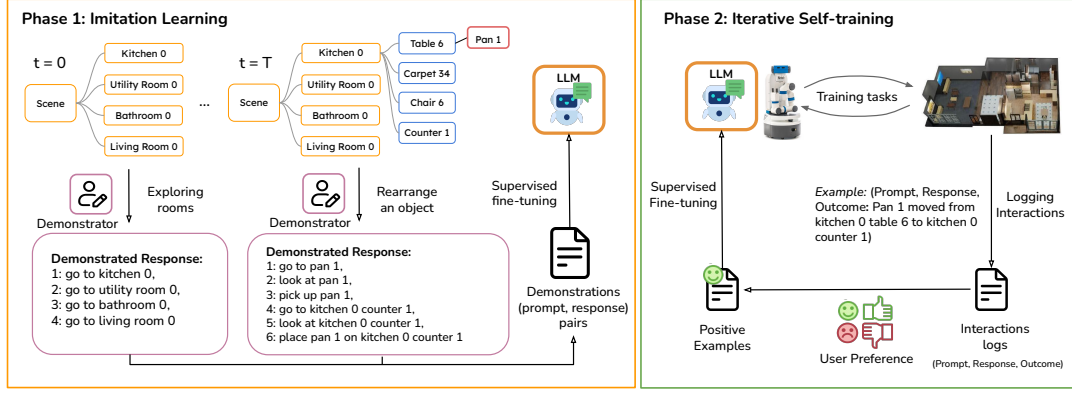 Phase 1: Imitation Learning
t = 0
Scene
Kitchen 0
Utility Room 0
Bathroom 0
Living Room 0
...
t = T
Scene
Kitchen 0
Utility Room 0
Bathroom 0
Living Room 0
Table 6
Carpet 34
Chair 6
Counter 1
Pan 1
LLM
Demonstrator
Exploring
rooms
Demonstrator
Rearrange
an object
Supervised
fine-tuning
Demonstrated Response:
1: go to kitchen 0,
2: go to utility room 0,
3: go to bathroom 0,
4: go to living room 0
Demonstrated Response:
1: go to pan 1,
2: look at pan 1,
3: pick up pan 1,
4: go to kitchen 0 counter 1,
5: look at kitchen 0 counter 1,
6: place pan 1 on kitchen 0 counter 1
Demonstrations
(prompt, response)
pairs
Phase 2: Iterative Self-training
LLM
Training tasks
Supervised
Fine-tuning
Example: (Prompt, Response,
Outcome: Pan 1 moved from
kitchen 0 table 6 to kitchen 0
counter 1)
Logging
Interactions
Positive
Examples
User Preference
Interactions
logs
(Prompt, Response, Outcome)